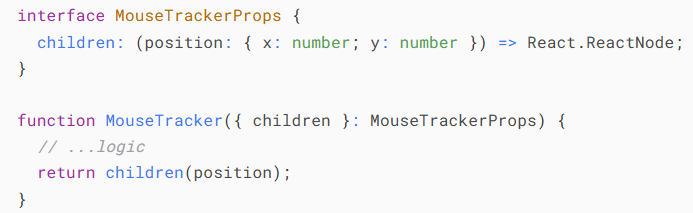 interface MouseTrackerProps {
  children: (position: { x: number; y: number }) => React.ReactNode;
}

function MouseTracker({ children }: MouseTrackerProps) {
  // ...logic
  return children(position);
}